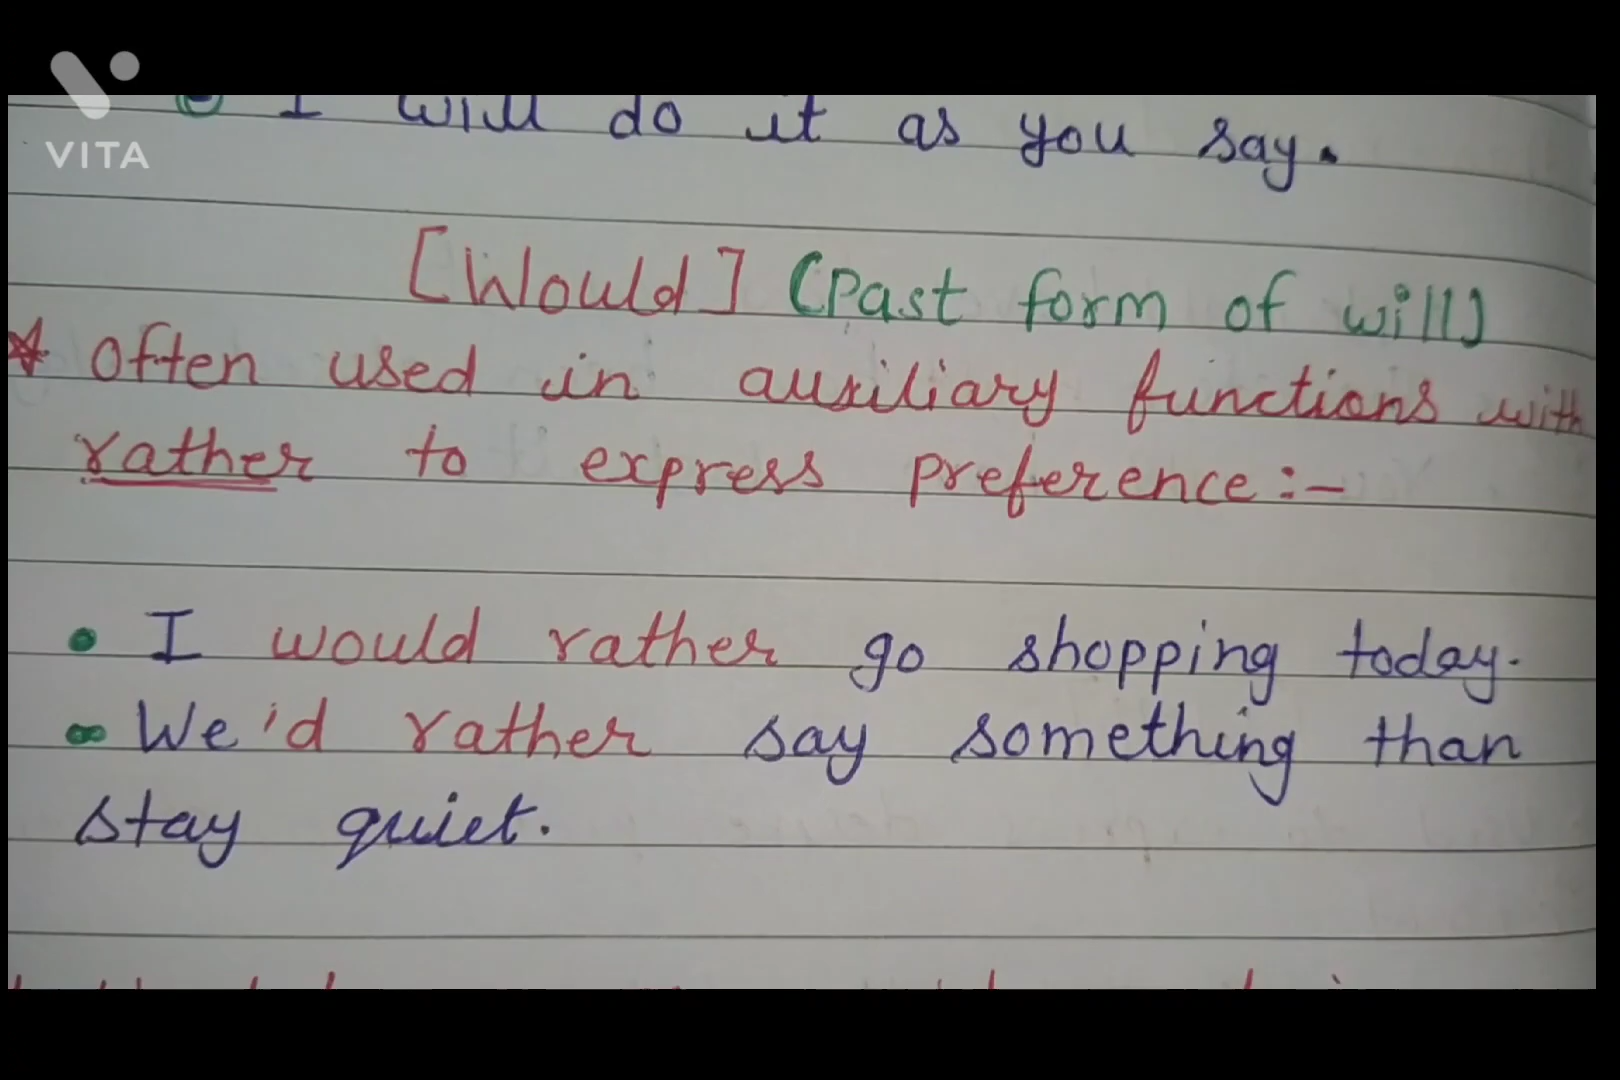 VITA
I will do it as you say.
[Would] (Past form of will)
* often used in auxiliary functions with
rather to express preference:-
• I would rather go shopping today.
• We'd rather say something than
stay quiet.